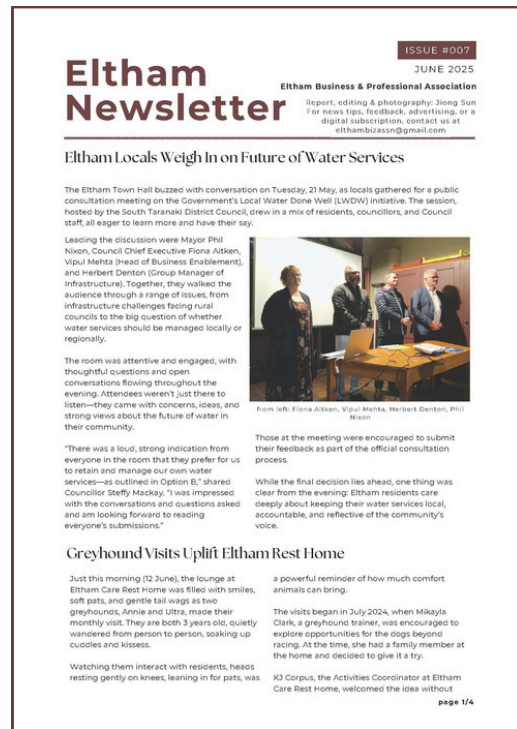 ISSUE #007
JUNE 2025
Eltham
Newsletter
Eltham Business & Professional Association
Report, editing & photography: Jiong Sun
For news tips, feedback, advertising, or a
digital subscription, contact us at
elthambizassn@gmail.com
Eltham Locals Weigh In on Future of Water Services
The Eltham Town Hall buzzed with conversation on Tuesday, 21 May, as locals gathered for a public
consultation meeting on the Government's Local Water Done Well (LWDW) initiative. The session,
hosted by the South Taranaki District Council, drew in a mix of residents, councillors, and Council
staff, all eager to learn more and have their say.
Leading the discussion were Mayor Phil
Nixon, Council Chief Executive Fiona Aitken,
Vipul Mehta (Head of Business Enablement),
and Herbert Denton (Group Manager of
Infrastructure). Together, they walked the
audience through a range of issues, from
infrastructure challenges facing rural
councils to the big question of whether
water services should be managed locally or
regionally.
The room was attentive and engaged, with
thoughtful questions and open
conversations flowing throughout the
evening. Attendees weren't just there to
listen—they came with concerns, ideas, and
strong views about the future of water in
their community.
"There was a loud, strong indication from
everyone in the room that they prefer for us
to retain and manage our own water
services—as outlined in Option B," shared
Councillor Steffy Mackay. "I was impressed
with the conversations and questions asked
and am looking forward to reading
everyone's submissions."
from left: Fiona Aitken, Vipul Mehta, Herbert Denton, Phil
Nixon
Those at the meeting were encouraged to submit
their feedback as part of the official consultation
process.
While the final decision lies ahead, one thing was
clear from the evening: Eltham residents care
deeply about keeping their water services local,
accountable, and reflective of the community's
voice.
Greyhound Visits Uplift Eltham Rest Home
Just this morning (12 June), the lounge at
Eltham Care Rest Home was filled with smiles,
soft pats, and gentle tail wags as two
greyhounds, Annie and Ultra, made their
monthly visit. They are both 3 years old, quietly
wandered from person to person, soaking up
cuddles and kissess.
Watching them interact with residents, heads
resting gently on knees, leaning in for pats, was
a powerful reminder of how much comfort
animals can bring.
The visits began in July 2024, when Mikayla
Clark, a greyhound trainer, was encouraged to
explore opportunities for the dogs beyond
racing. At the time, she had a family member at
the home and decided to give it a try.
KJ Corpus, the Activities Coordinator at Eltham
Care Rest Home, welcomed the idea without
page 1/4